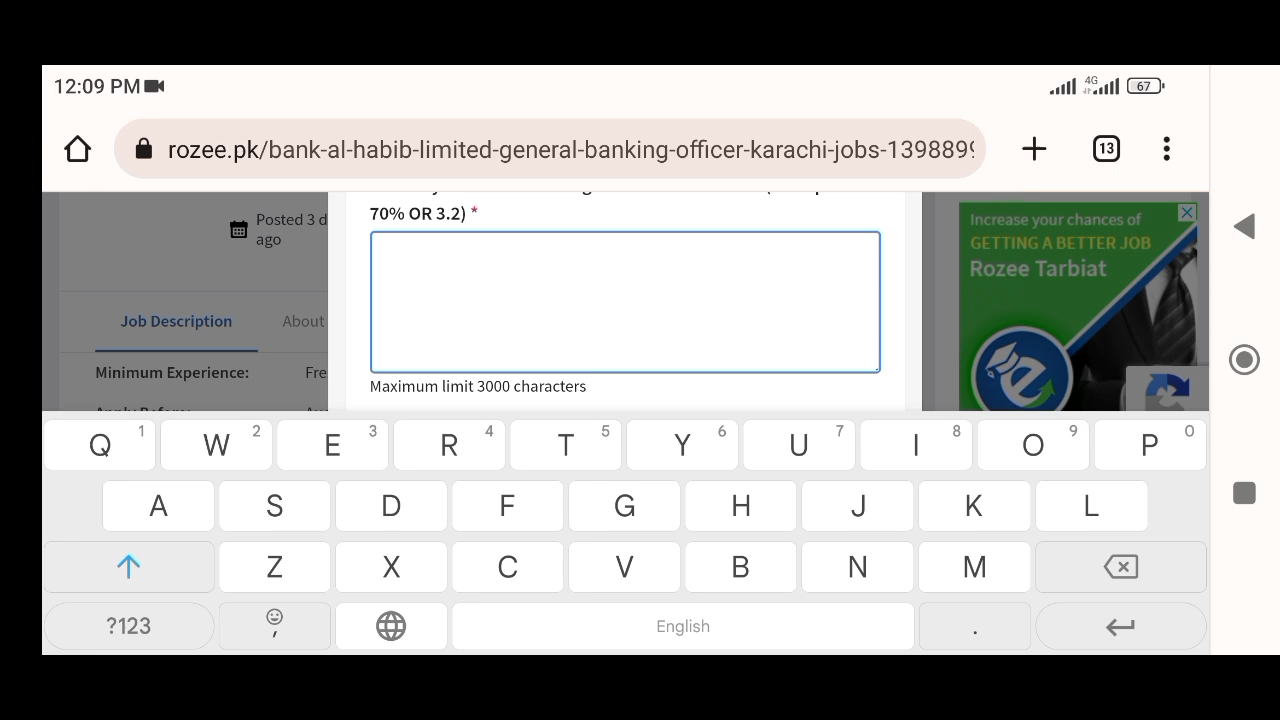 12:09 PM
4G
67
rozee.pk/bank-al-habib-limited-general-banking-officer-karachi-jobs-1398899
13
70% OR 3.2) *
Posted 3 d
ago
Job Description
About
Minimum Experience:
Fre
Maximum limit 3000 characters
Increase your chances of
GETTING A BETTER JOB
Rozee Tarbiat
Q 1 W 2 E 3 R 4 T 5 Y 6 U 7 I 8 O 9 P 0
A S D F G H J K L
Z X C V B N M
?123 , English .